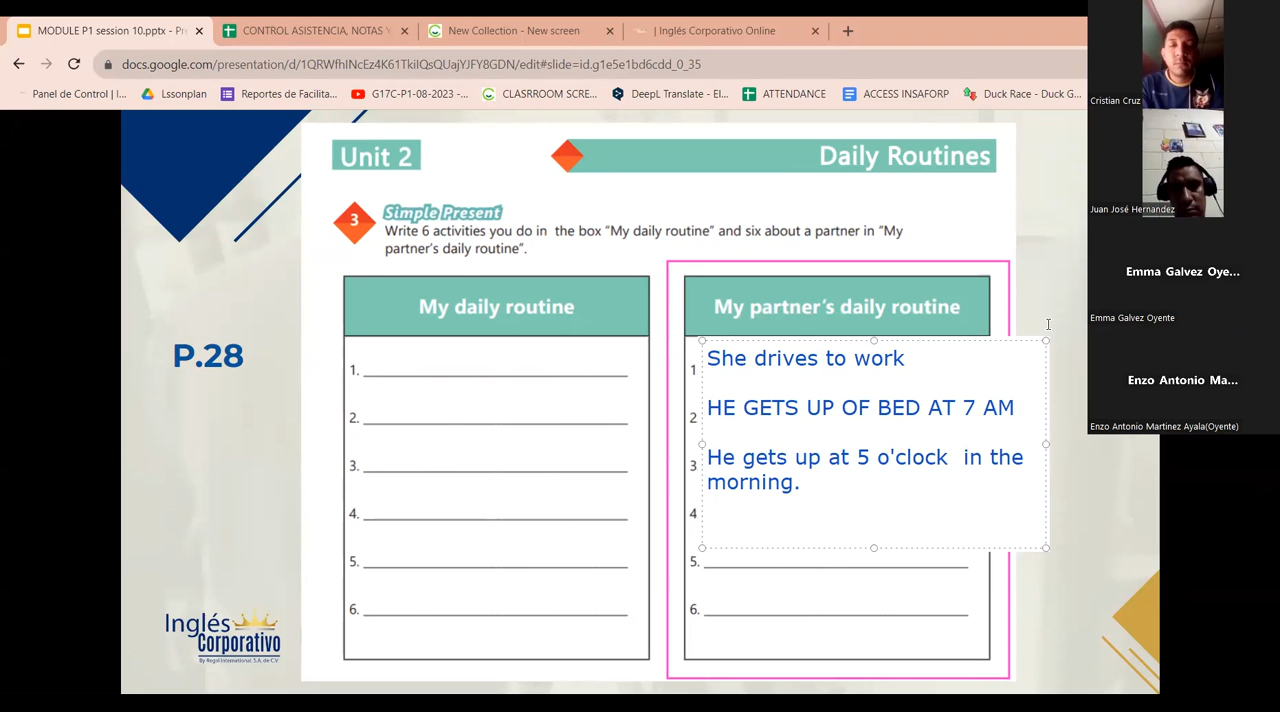 MODULE P1 session 10.pptx - Pr
CONTROL ASISTENCIA, NOTAS Y
New Collection - New screen
| Inglés Corporativo Online
docs.google.com/presentation/d/1QRWfhINcEz4K61TkiIQsQUajYJFY8GDN/edit#slide=id.g1e5e1bd6cdd_0_35
Panel de Control | I...
Lssonplan
Reportes de Facilita...
G17C-P1-08-2023 -...
CLASSROOM SCRE...
DeepL Translate - El...
ATTENDANCE
ACCESS INSAFORP
Duck Race - Duck G...
Unit 2
Daily Routines
3
Simple Present
Write 6 activities you do in the box “My daily routine” and six about a partner in “My
partner’s daily routine”.
P.28
My daily routine
1.
2.
3.
4.
5.
6.
My partner’s daily routine
1
She drives to work
2
HE GETS UP OF BED AT 7 AM
3
He gets up at 5 o'clock in the
morning.
4
5.
6.
Inglés
Corporativo
By Regal International. S.A. de C.V
Cristian Cruz
Juan José Hernandez
Emma Galvez Oye...
Emma Galvez Oyente
Enzo Antonio Ma...
Enzo Antonio Martinez Ayala(Oyente)